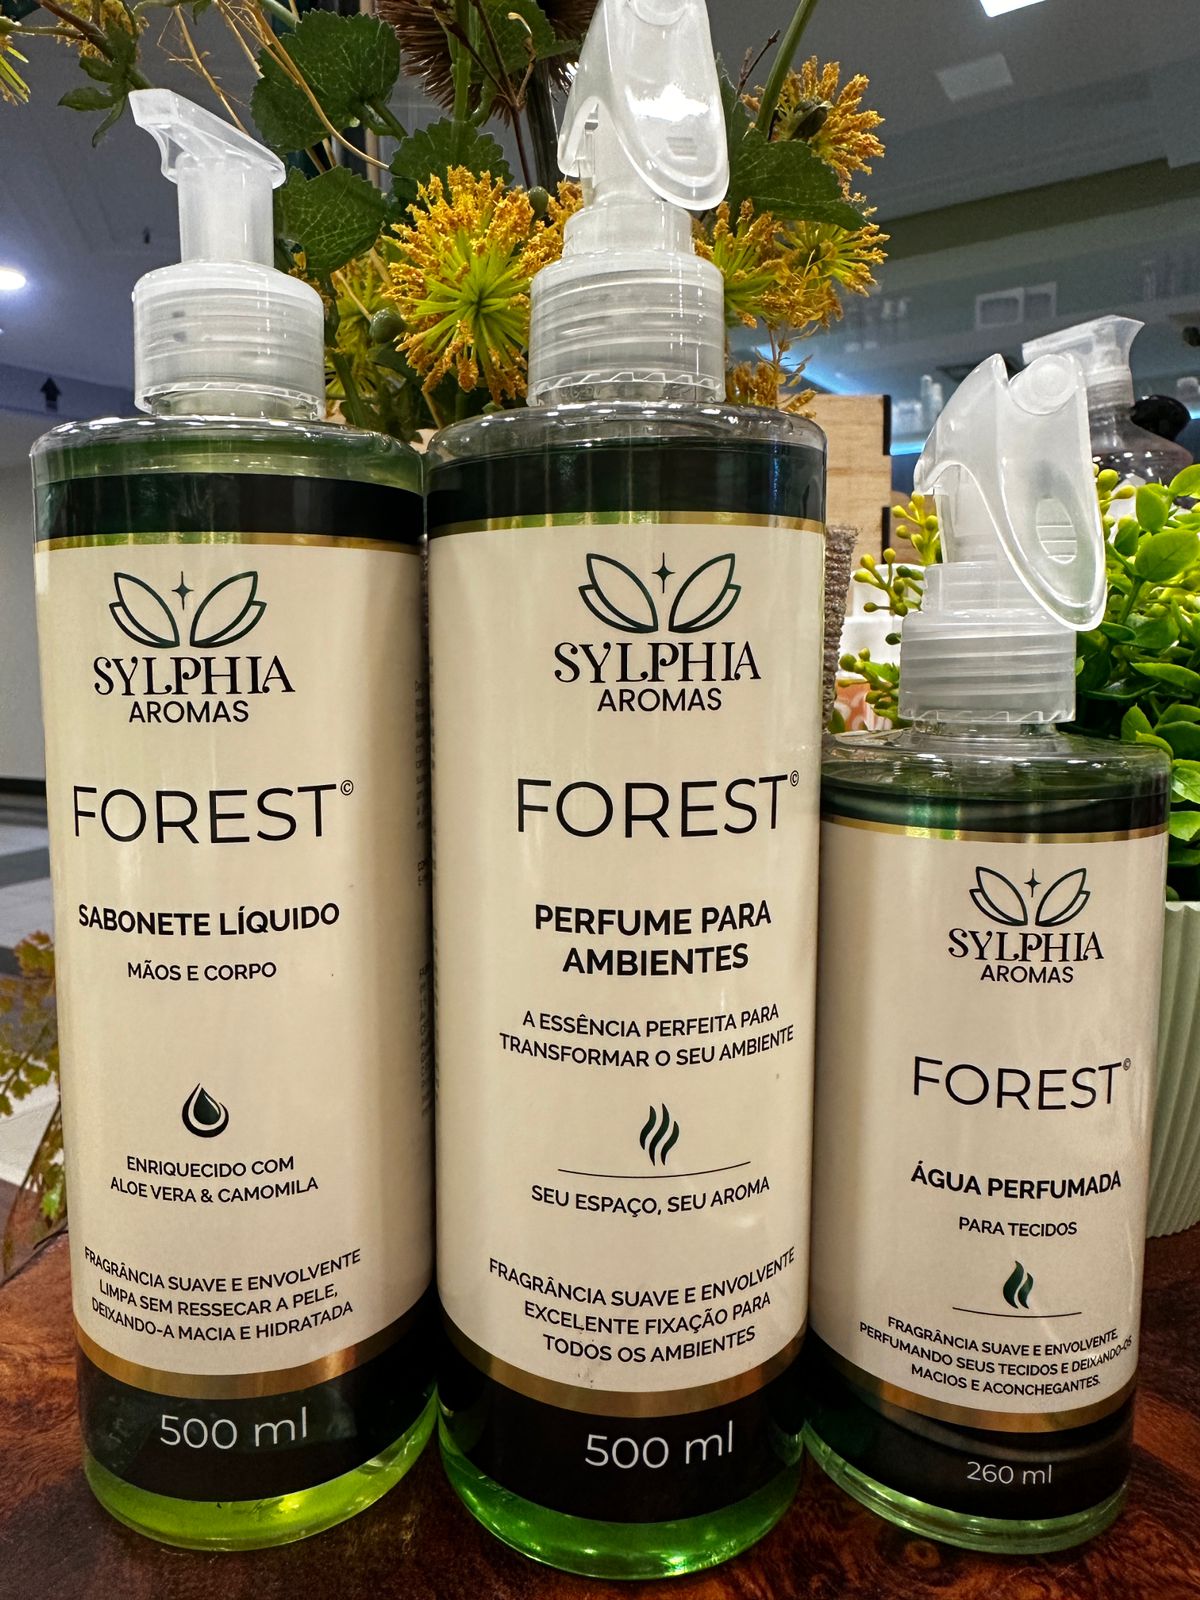 SYLPHIA
AROMAS
FOREST©
SABONETE LÍQUIDO
MÃOS E CORPO
ENRIQUECIDO COM
ALOE VERA & CAMOMILA
FRAGRÂNCIA SUAVE E ENVOLVENTE
LIMPA SEM RESSECAR A PELE,
DEIXANDO-A MACIA E HIDRATADA
500 ml
SYLPHIA
AROMAS
FOREST©
PERFUME PARA
AMBIENTES
A ESSÊNCIA PERFEITA PARA
TRANSFORMAR O SEU AMBIENTE
SEU ESPAÇO, SEU AROMA
FRAGRÂNCIA SUAVE E ENVOLVENTE
EXCELENTE FIXAÇÃO PARA
TODOS OS AMBIENTES
500 ml
SYLPHIA
AROMAS
FOREST©
ÁGUA PERFUMADA
PARA TECIDOS
FRAGRÂNCIA SUAVE E ENVOLVENTE,
PERFUMANDO SEUS TECIDOS E DEIXANDO-OS
MACIOS E ACONCHEGANTES.
260 ml